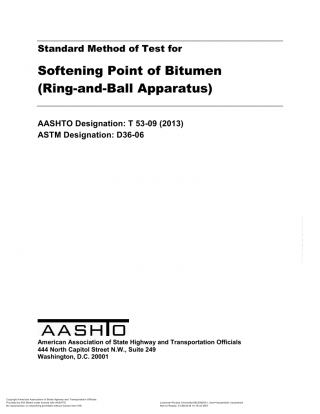 Standard Method of Test for
Softening Point of Bitumen
(Ring-and-Ball Apparatus)
AASHTO Designation: T 53-09 (2013)
ASTM Designation: D36-06
AASHTO
American Association of State Highway and Transportation Officials
444 North Capitol Street N.W., Suite 249
Washington, D.C. 20001